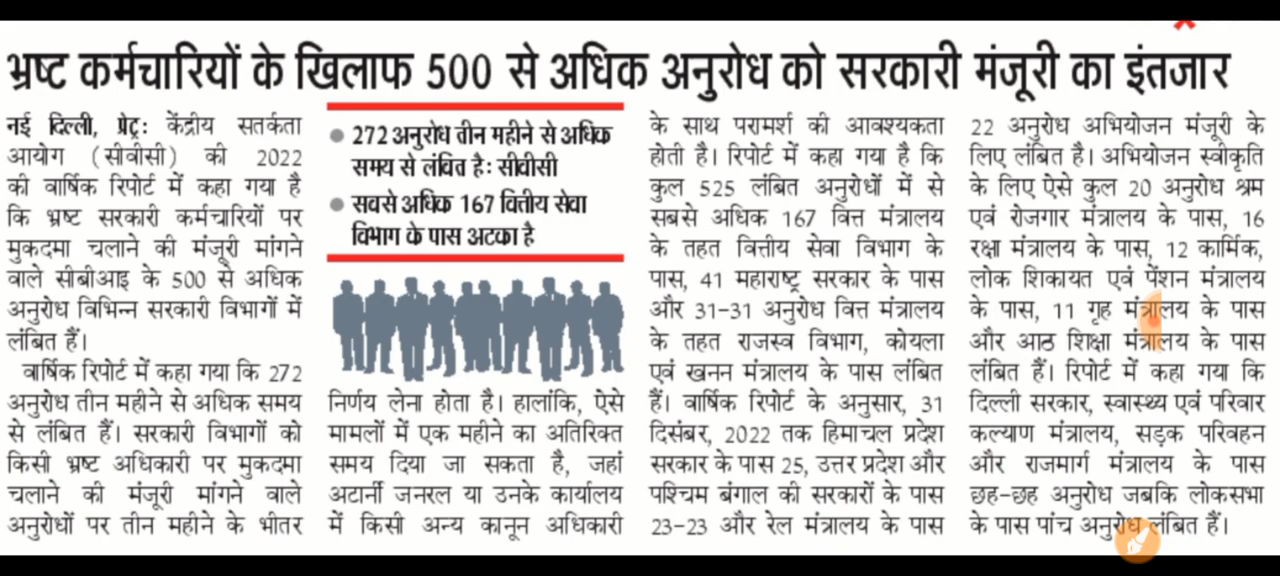 भ्रष्ट कर्मचारियों के खिलाफ 500 से अधिक अनुरोध को सरकारी मंजूरी का इंतजार
नई दिल्ली, प्रेट्रः केंद्रीय सतर्कता
आयोग (सीवीसी) की 2022
की वार्षिक रिपोर्ट में कहा गया है
कि भ्रष्ट सरकारी कर्मचारियों पर
मुकदमा चलाने की मंजूरी मांगने
वाले सीबीआइ के 500 से अधिक
अनुरोध विभिन्न सरकारी विभागों में
लंबित हैं।
वार्षिक रिपोर्ट में कहा गया कि 272
अनुरोध तीन महीने से अधिक समय
से लंबित हैं। सरकारी विभागों को
किसी भ्रष्ट अधिकारी पर मुकदमा
चलाने की मंजूरी मांगने वाले
अनुरोधों पर तीन महीने के भीतर
● 272 अनुरोध तीन महीने से अधिक
समय से लंबित हैः सीवीसी
● सबसे अधिक 167 वित्तीय सेवा
विभाग के पास अटका है
निर्णय लेना होता है। हालांकि, ऐसे
मामलों में एक महीने का अतिरिक्त
समय दिया जा सकता है, जहां
अटार्नी जनरल या उनके कार्यालय
में किसी अन्य कानून अधिकारी
के साथ परामर्श की आवश्यकता
होती है। रिपोर्ट में कहा गया है कि
कुल 525 लंबित अनुरोधों में से
सबसे अधिक 167 वित्त मंत्रालय
के तहत वित्तीय सेवा विभाग के
पास, 41 महाराष्ट्र सरकार के पास
और 31-31 अनुरोध वित्त मंत्रालय
के तहत राजस्व विभाग, कोयला
एवं खनन मंत्रालय के पास लंबित
हैं। वार्षिक रिपोर्ट के अनुसार, 31
दिसंबर, 2022 तक हिमाचल प्रदेश
सरकार के पास 25, उत्तर प्रदेश और
पश्चिम बंगाल की सरकारों के पास
23-23 और रेल मंत्रालय के पास
22 अनुरोध अभियोजन मंजूरी के
लिए लंबित है। अभियोजन स्वीकृति
के लिए ऐसे कुल 20 अनुरोध श्रम
एवं रोजगार मंत्रालय के पास, 16
रक्षा मंत्रालय के पास, 12 कार्मिक,
लोक शिकायत एवं पेंशन मंत्रालय
के पास, 11 गृह मंत्रालय के पास
और आठ शिक्षा मंत्रालय के पास
लंबित हैं। रिपोर्ट में कहा गया कि
दिल्ली सरकार, स्वास्थ्य एवं परिवार
कल्याण मंत्रालय, सड़क परिवहन
और राजमार्ग मंत्रालय के पास
छह-छह अनुरोध जबकि लोकसभा
के पास पांच अनुरोध लंबित हैं।